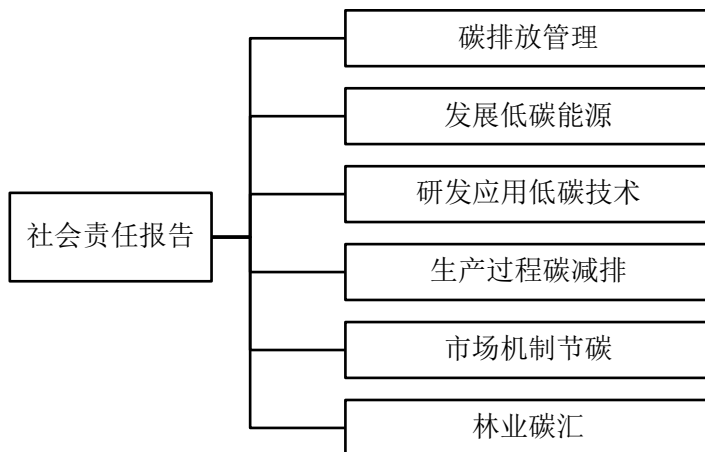 碳排放管理
发展低碳能源
研发应用低碳技术
社会责任报告
生产过程碳减排
市场机制节碳
林业碳汇